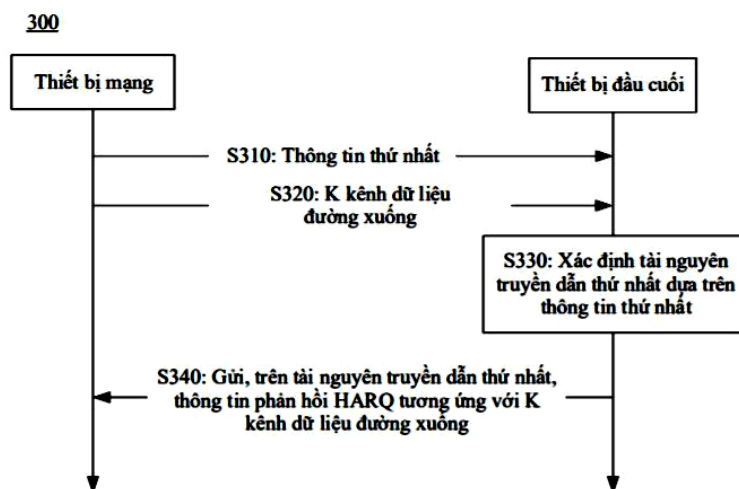 300
Thiết bị mạng
Thiết bị đầu cuối
S310: Thông tin thứ nhất
S320: K kênh dữ liệu
đường xuống
S330: Xác định tài nguyên
truyền dẫn thứ nhất dựa trên
thông tin thứ nhất
S340: Gửi, trên tài nguyên truyền dẫn thứ nhất,
thông tin phản hồi HARQ tương ứng với K
kênh dữ liệu đường xuống